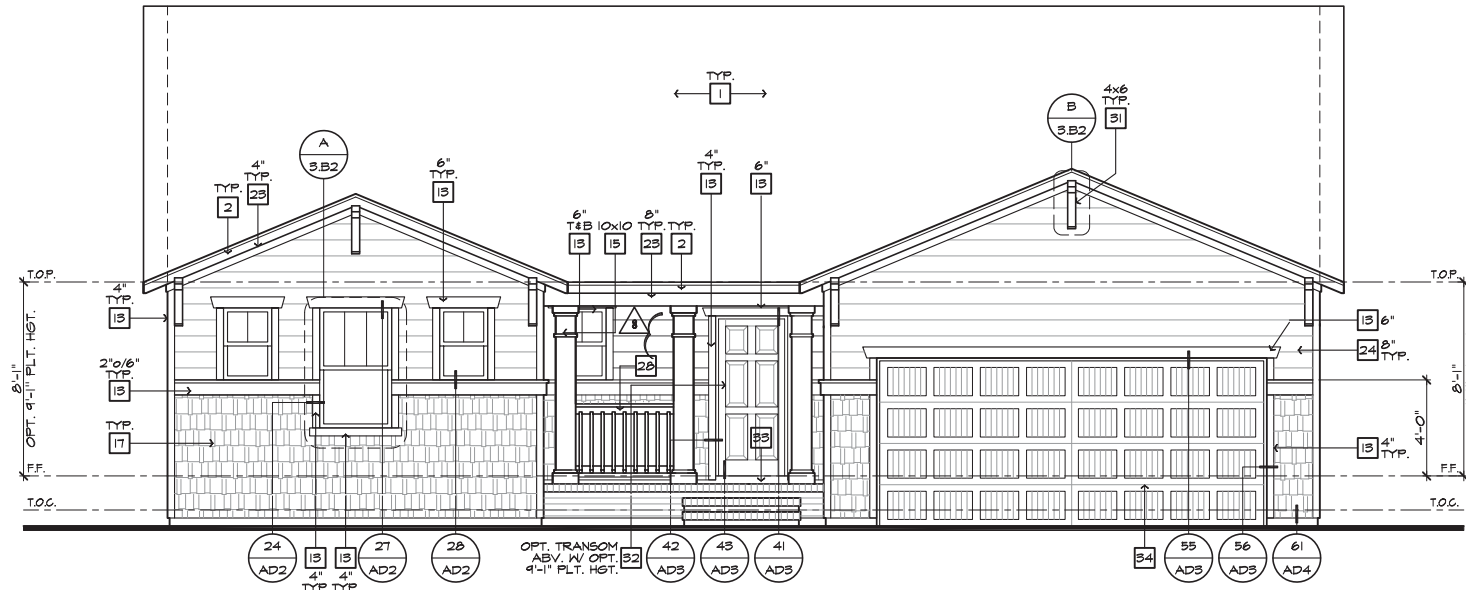 TYP.
1
4x6
TYP.
31
B
3.B2
A
3.B2
TYP.
2
4"
TYP.
23
6"
TYP.
13
4"
TYP.
13
6"
13
6"
T&B
13
10x10
15
8"
TYP.
23
TYP.
2
T.O.P.
T.O.P.
4"
TYP.
13
8
13
6"
24
8"
TYP.
2"o/6"
TYP.
13
28
8'-1"
OPT. 9'-1" PLT. HGT.
8'-1"
4'-0"
TYP.
17
33
13
4"
TYP.
F.F.
F.F.
T.O.C.
T.O.C.
24
AD2
13
4"
TYP
13
4"
TYP.
27
AD2
28
AD2
OPT. TRANSOM
ABV. W/ OPT.
9'-1" PLT. HGT.
32
42
AD3
43
AD3
41
AD3
34
55
AD3
56
AD3
61
AD4